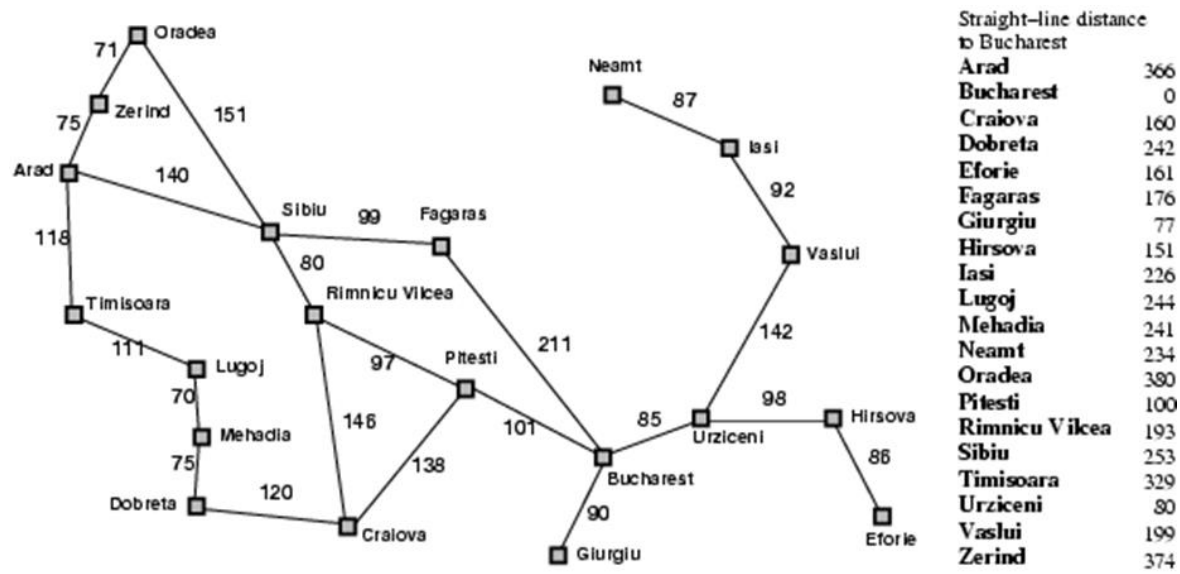 Oradea
71
Neamt
87
Zerind
151
75
Iasi
Arad
140
92
Sibiu
99
Fagaras
118
80
Vaslui
Rimnicu Vilcea
Timisoara
211
142
111
Lugoj
97
Pitesti
70
98
Hirsova
146
85
101
Urziceni
Mehadia
86
75
138
Bucharest
120
Dobreta
90
Craiova
Eforie
Giurgiu
Straight–line distance
to Bucharest
Arad 366
Bucharest 0
Craiova 160
Dobreta 242
Eforie 161
Fagaras 176
Giurgiu 77
Hirsova 151
Iasi 226
Lugoj 244
Mehadia 241
Neamt 234
Oradea 380
Pitesti 100
Rimnicu Vilcea 193
Sibiu 253
Timisoara 329
Urziceni 80
Vaslui 199
Zerind 374